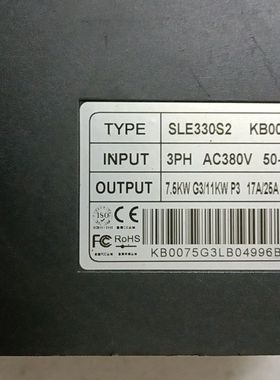 TYPE SLE330S2 KB00
INPUT 3PH AC380V 50-
OUTPUT 7.5KW G3/11KW P3 17A/25A
ISO CE
FC RoHS
KB0075G3LB04996B